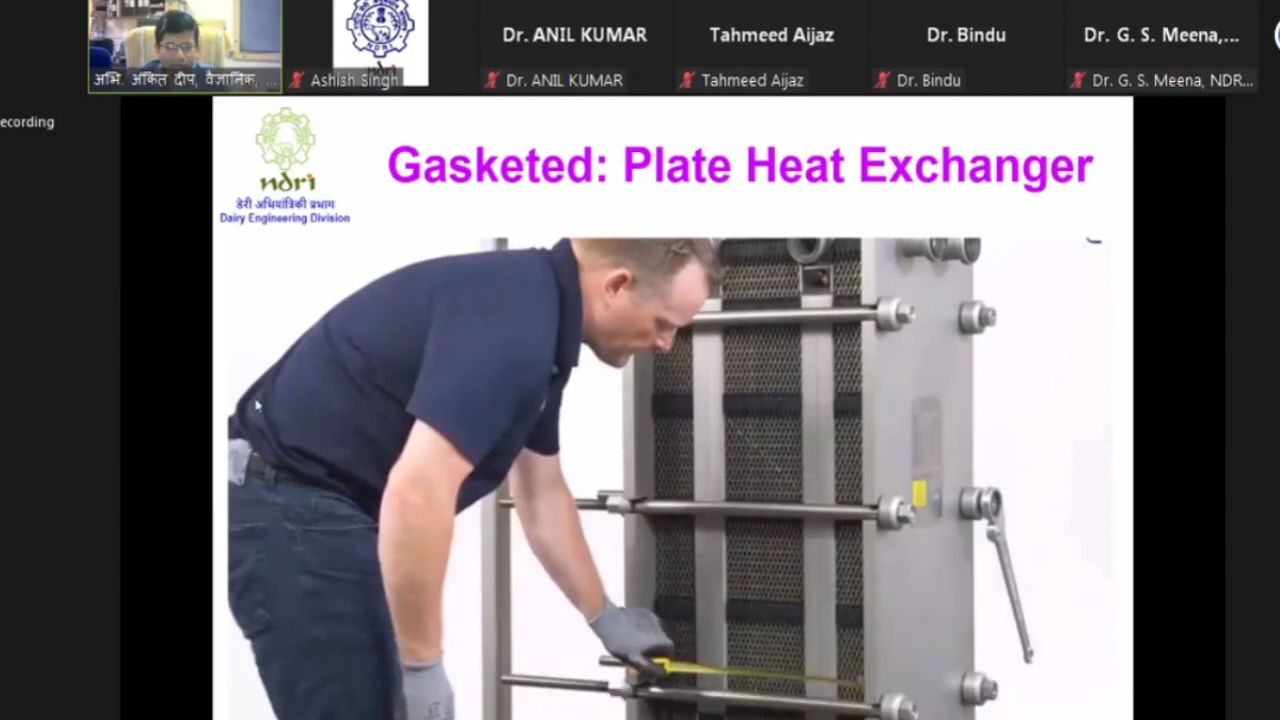 Dr. ANIL KUMAR
Tahmeed Aijaz
Dr. Bindu
Dr. G. S. Meena,...
अभि. अंकित दीप, वैज्ञानिक, ...
Ashish Singh
Dr. ANIL KUMAR
Tahmeed Aijaz
Dr. Bindu
Dr. G. S. Meena, NDR...
ecording
ndri
डेरी अभियांत्रिकी प्रभाग
Dairy Engineering Division
Gasketed: Plate Heat Exchanger